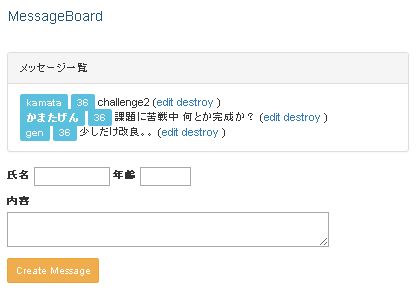 MessageBoard
メッセージ一覧
kamata 36 challenge2 (edit destroy )
かまたげん 36 課題に苦戦中 何とか完成か? (edit destroy )
gen 36 少しだけ改良。。(edit destroy )
氏名 年齢
内容
Create Message